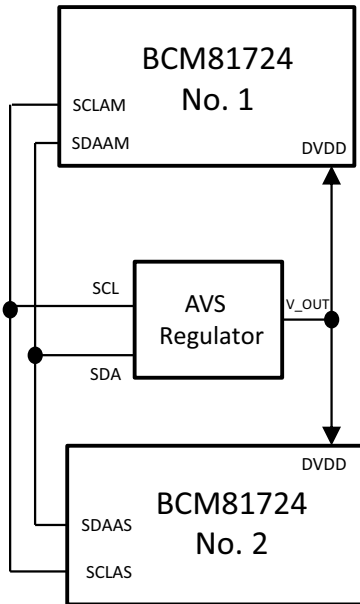 BCM81724
No. 1
SCLAM
SDAAM
DVDD
SCL
AVS
Regulator
V_OUT
SDA
DVDD
BCM81724
No. 2
SDAAS
SCLAS